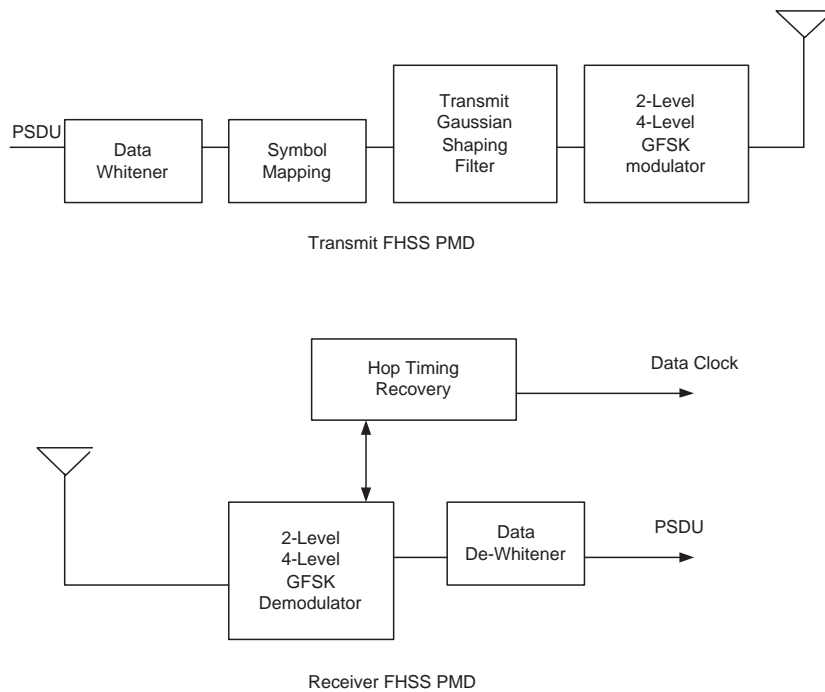 PSDU
Data
Whitener
Symbol
Mapping
Transmit
Gaussian
Shaping
Filter
2-Level
4-Level
GFSK
modulator
Transmit FHSS PMD
Hop Timing
Recovery
Data Clock
2-Level
4-Level
GFSK
Demodulator
Data
De-Whitener
PSDU
Receiver FHSS PMD